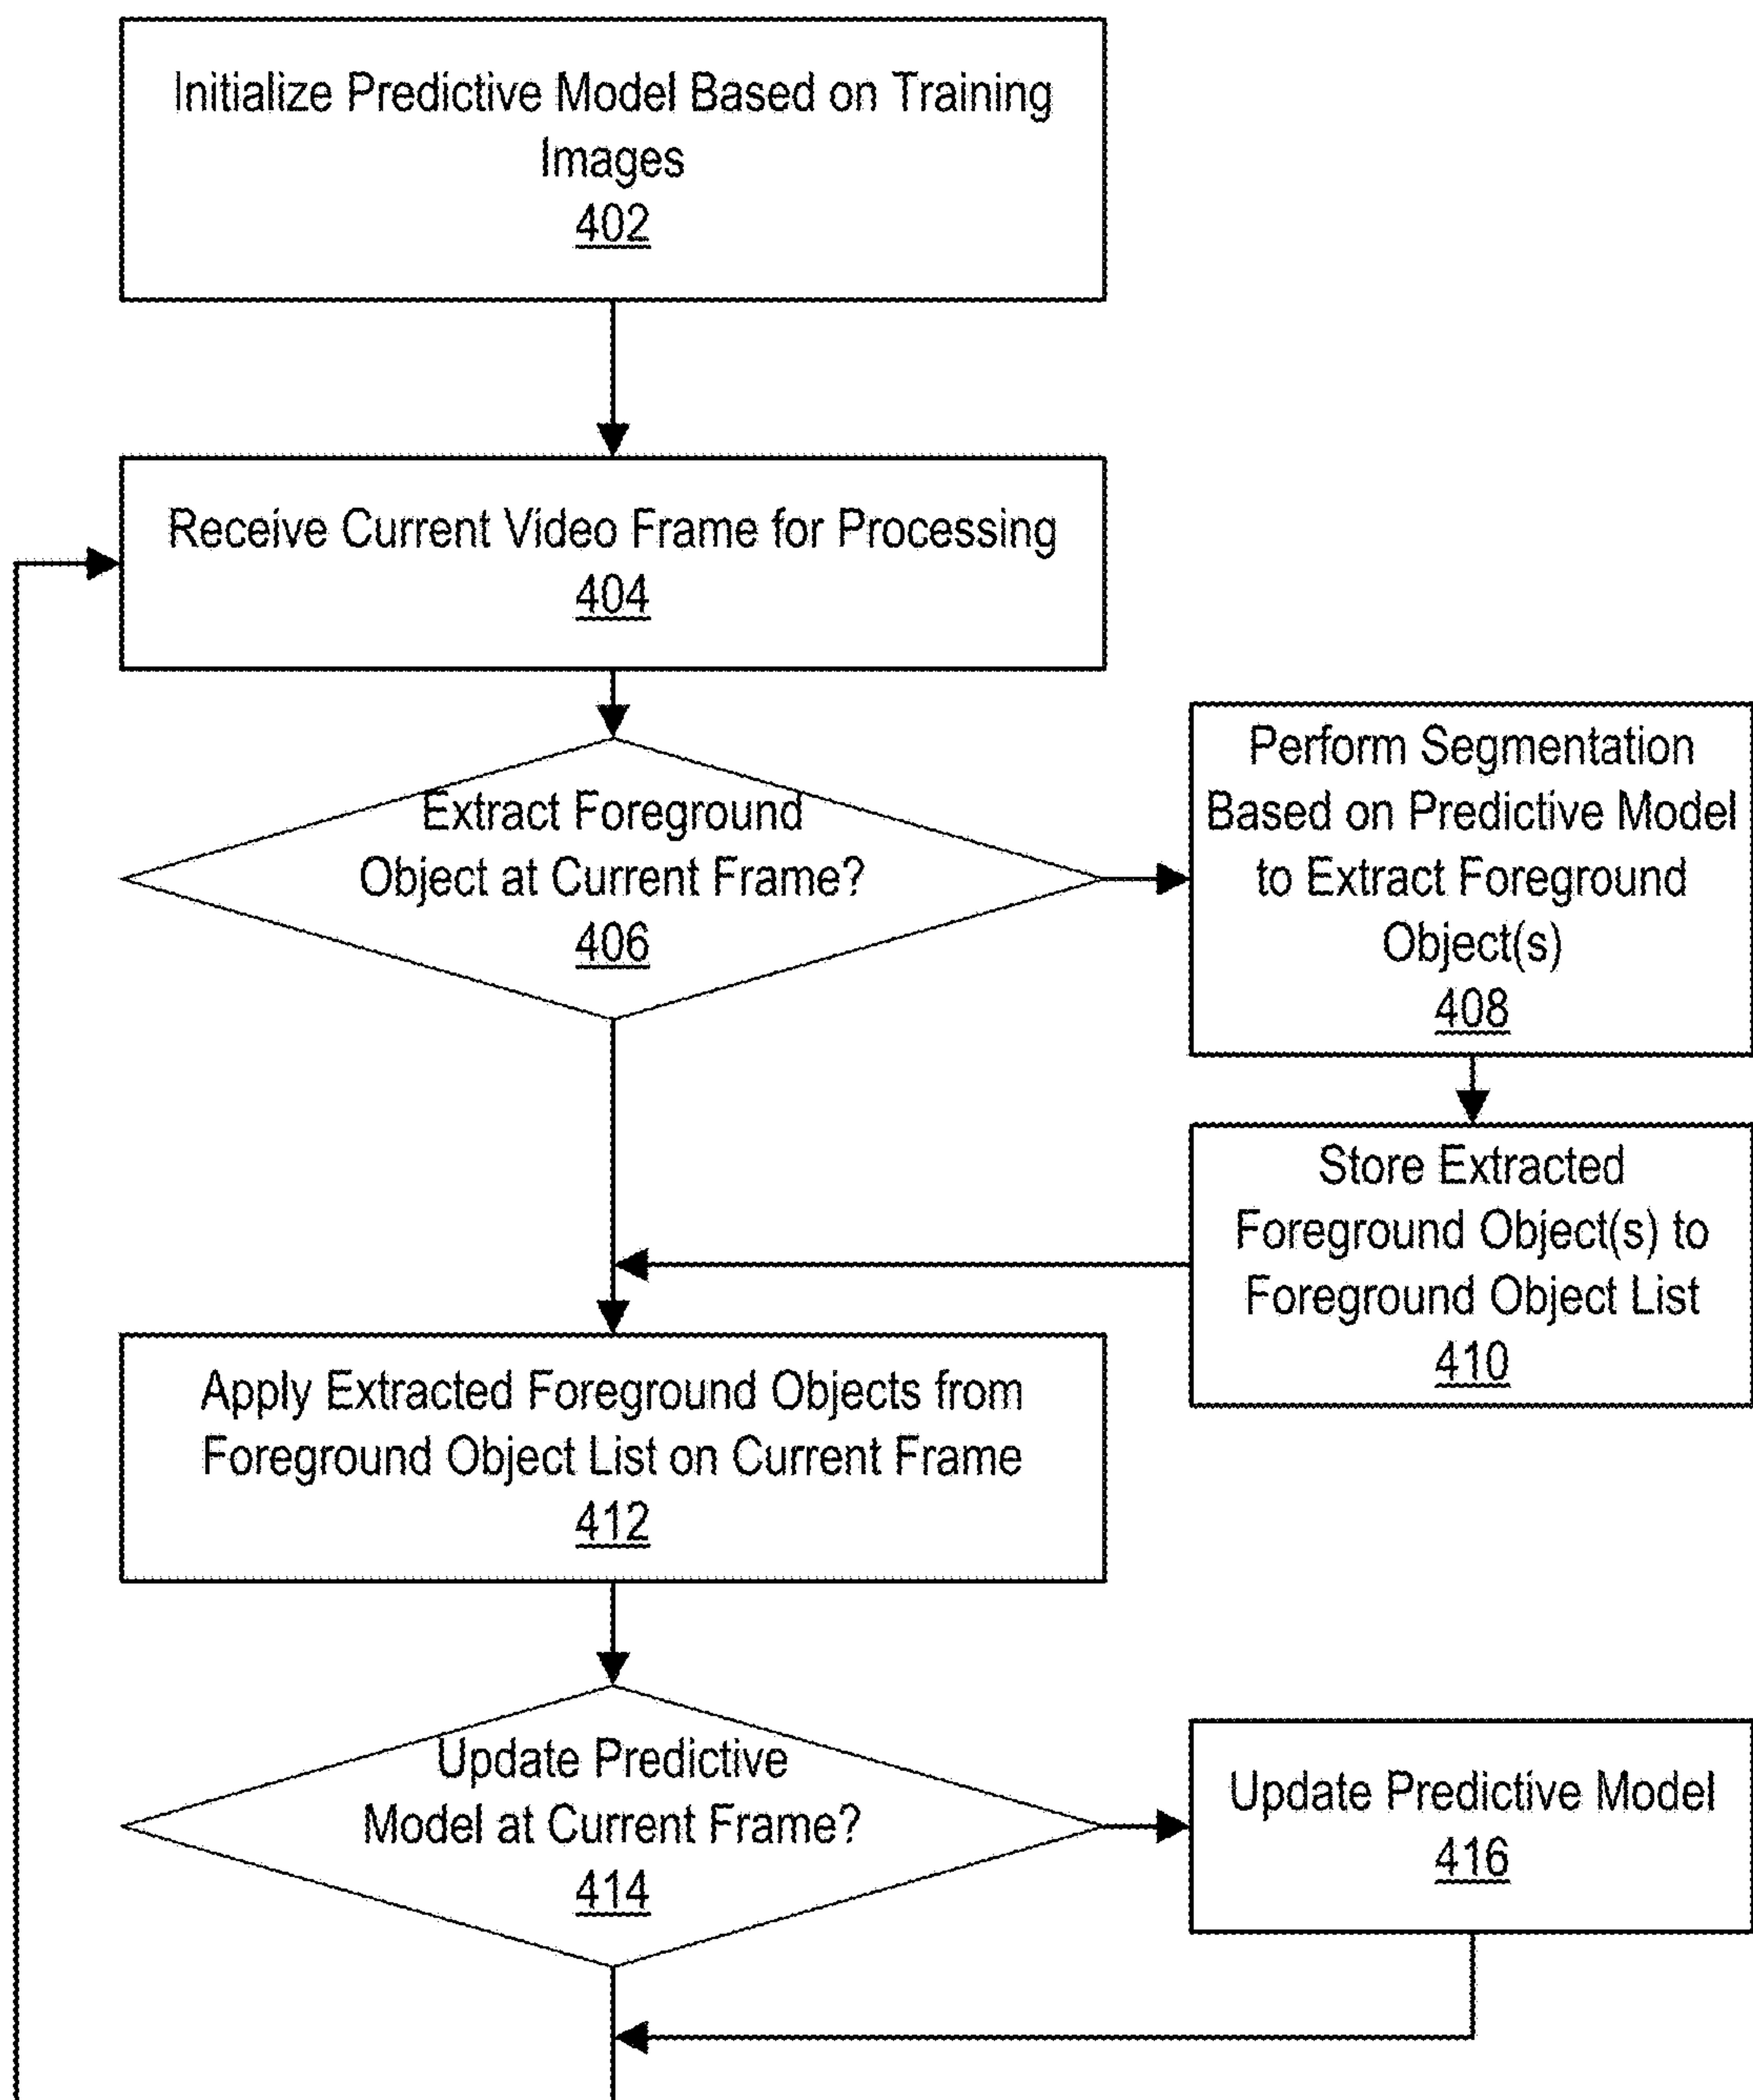 Initialize Predictive Model Based on Training
Images
402
Receive Current Video Frame for Processing
404
Extract Foreground
Object at Current Frame?
406
Perform Segmentation
Based on Predictive Model
to Extract Foreground
Object(s)
408
Store Extracted
Foreground Object(s) to
Foreground Object List
410
Apply Extracted Foreground Objects from
Foreground Object List on Current Frame
412
Update Predictive
Model at Current Frame?
414
Update Predictive Model
416